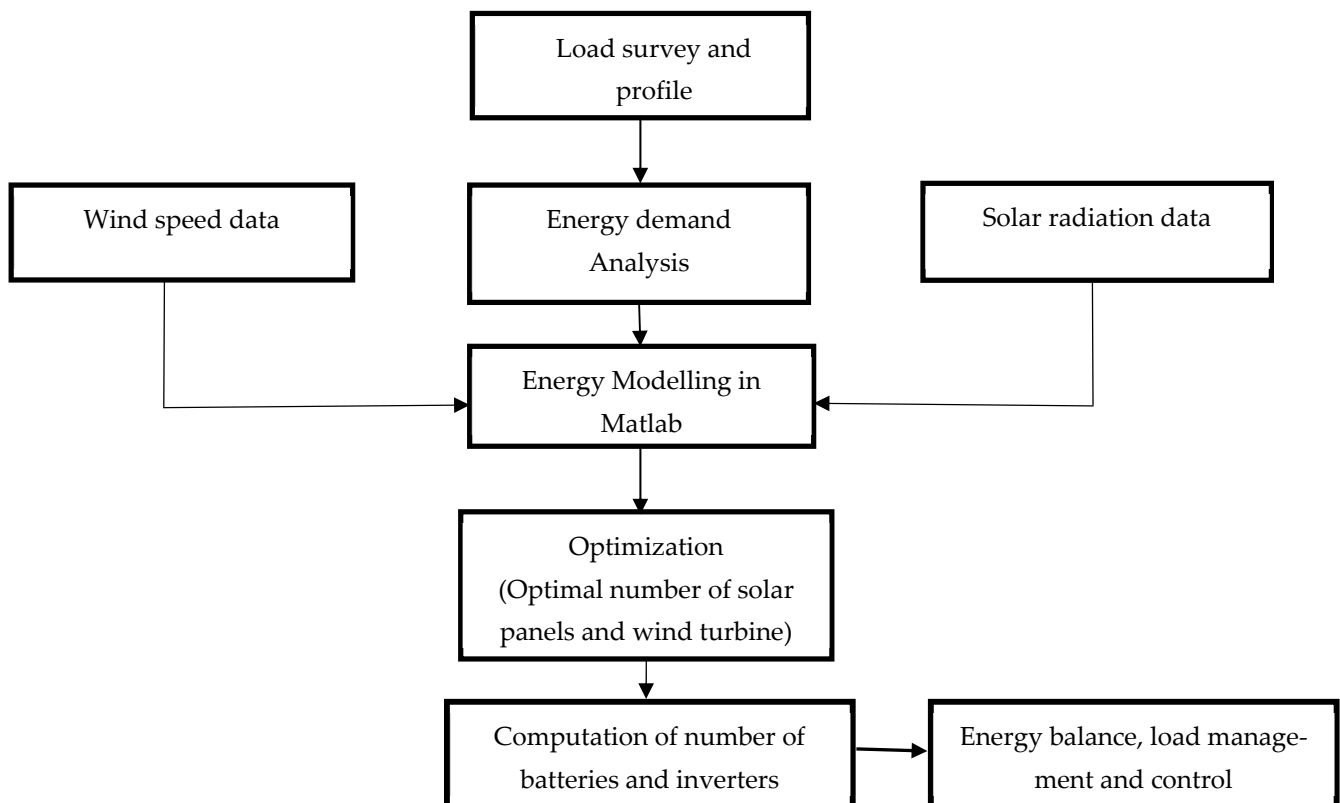 Load survey and
profile
Wind speed data
Energy demand
Analysis
Solar radiation data
Energy Modelling in
Matlab
Optimization
(Optimal number of solar
panels and wind turbine)
Computation of number of
batteries and inverters
Energy balance, load manage-
ment and control